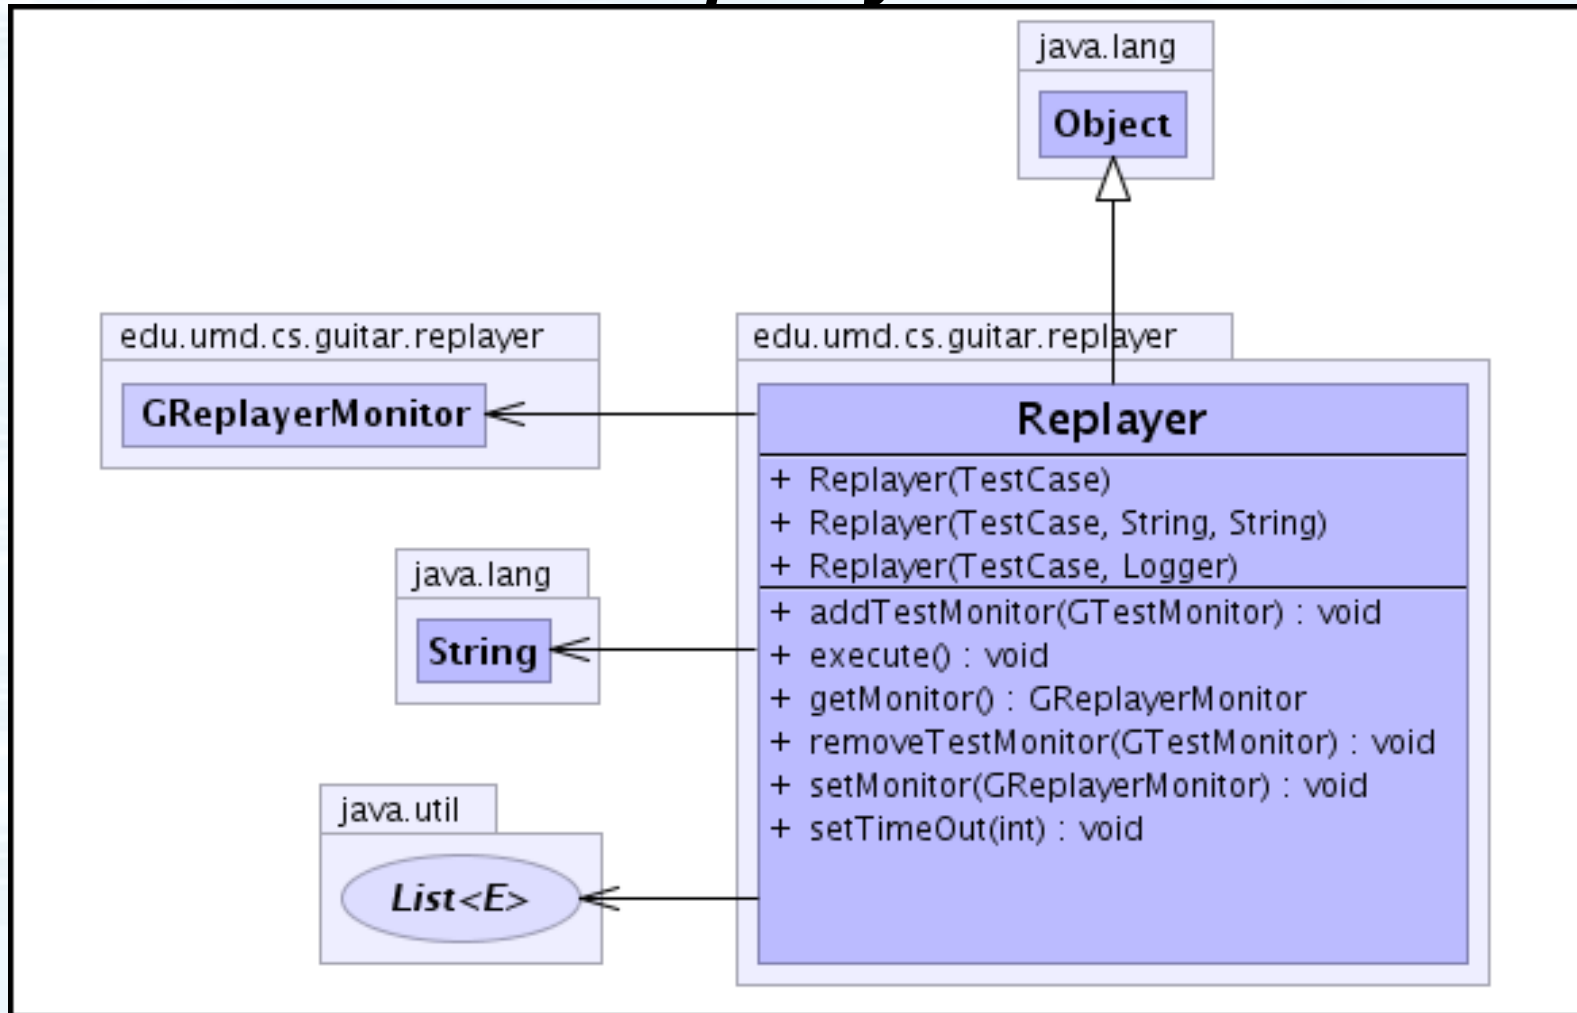 java.lang
Object
edu.umd.cs.guitar.replayer
GReplayerMonitor
edu.umd.cs.guitar.replayer
Replayer
+ Replayer(TestCase)
+ Replayer(TestCase, String, String)
+ Replayer(TestCase, Logger)
+ addTestMonitor(GTestMonitor) : void
+ execute() : void
+ getMonitor() : GReplayerMonitor
+ removeTestMonitor(GTestMonitor) : void
+ setMonitor(GReplayerMonitor) : void
+ setTimeOut(int) : void
java.lang
String
java.util
List<E>